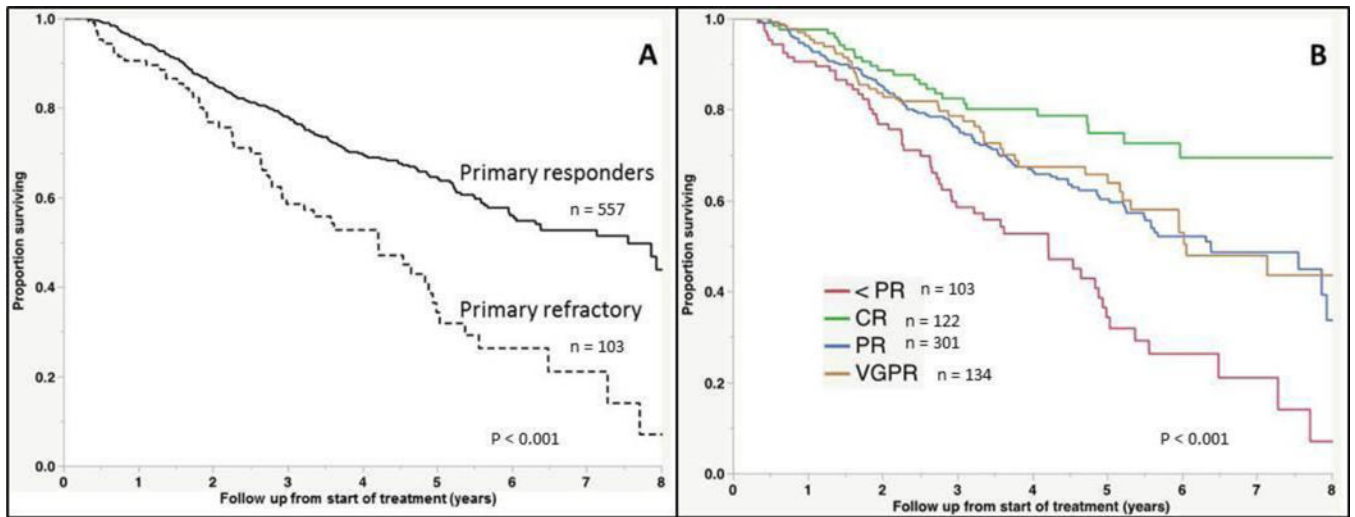 A
1.0
0.8
0.6
0.4
0.2
0.0
Proportion surviving
Primary responders
n = 557
Primary refractory
n = 103
P < 0.001
0 1 2 3 4 5 6 7 8
Follow up from start of treatment (years)
B
1.0
0.8
0.6
0.4
0.2
0.0
Proportion surviving
< PR n = 103
CR n = 122
PR n = 301
VGPR n = 134
P < 0.001
0 1 2 3 4 5 6 7 8
Follow up from start of treatment (years)